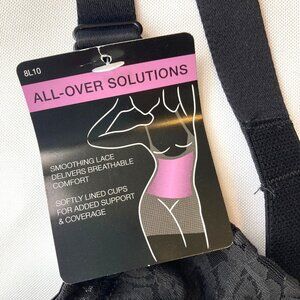 8L10
ALL-OVER SOLUTIONS
SMOOTHING LACE
DELIVERS BREATHABLE
COMFORT
SOFTLY LINED CUPS
FOR ADDED SUPPORT
& COVERAGE